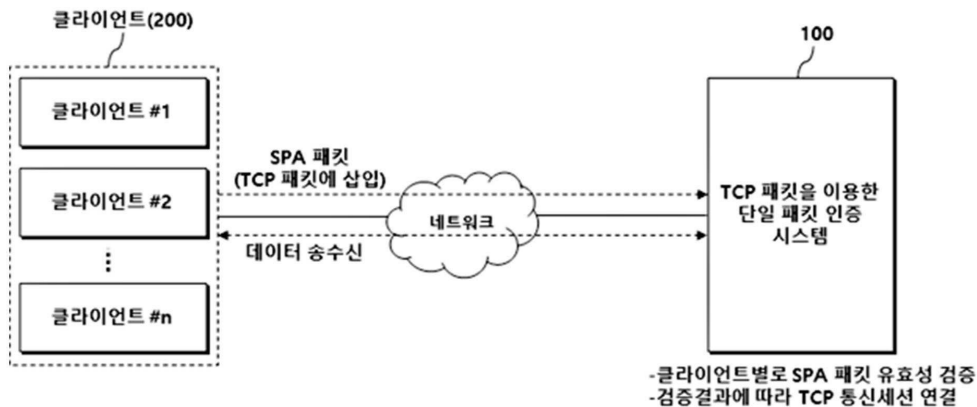 클라이언트(200)
클라이언트 #1
클라이언트 #2
클라이언트 #n
SPA 패킷
(TCP 패킷에 삽입)
네트워크
데이터 송수신
100
TCP 패킷을 이용한
단일 패킷 인증
시스템
-클라이언트별로 SPA 패킷 유효성 검증
-검증결과에 따라 TCP 통신세션 연결